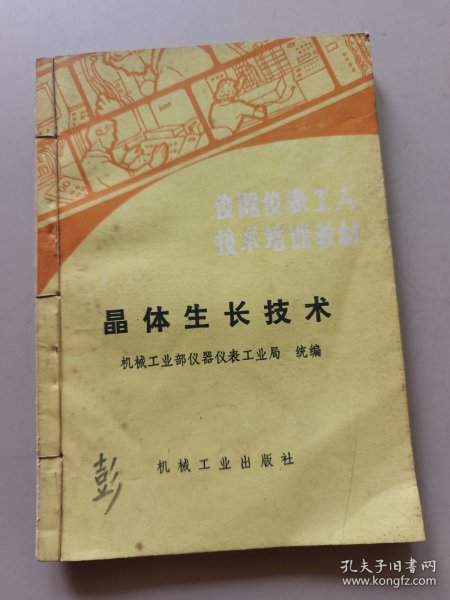 仪器仪表工人
技术培训教材
晶体生长技术
机械工业部仪器仪表工业局 统编
彭
机械工业出版社
孔夫子旧书网
www.kongfz.com